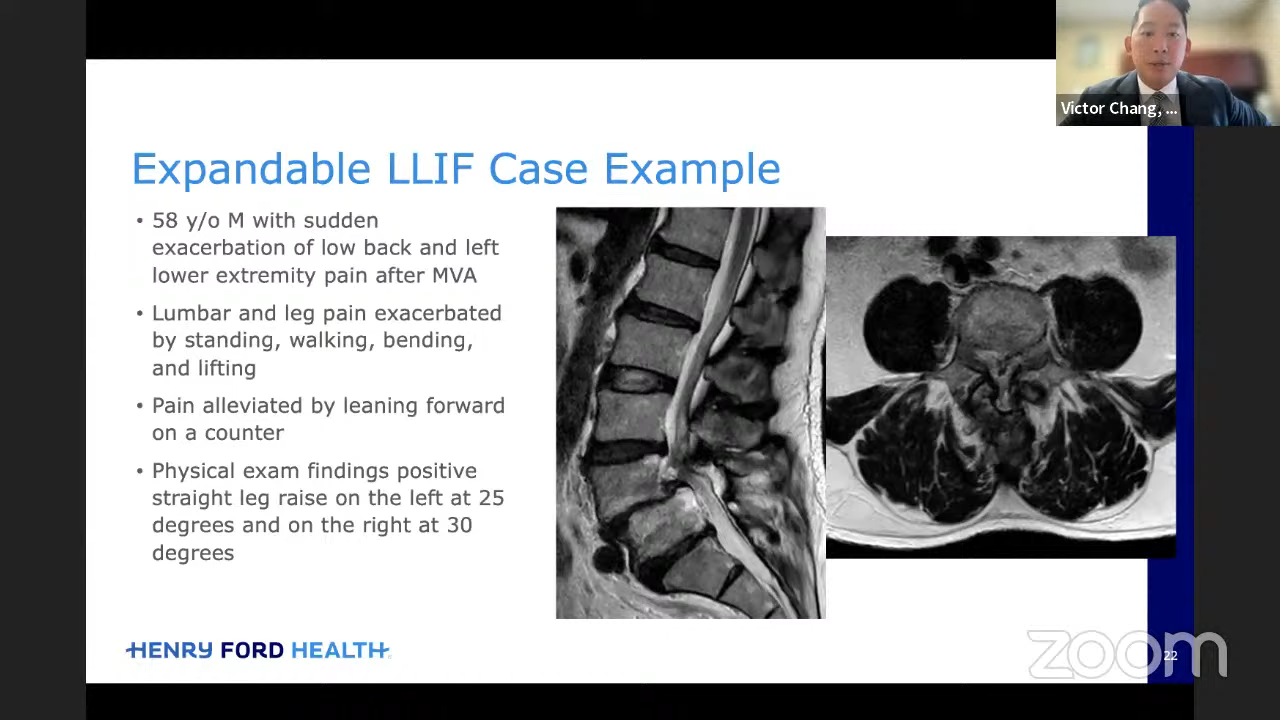 Victor Chang, ...
Expandable LLIF Case Example
• 58 y/o M with sudden
exacerbation of low back and left
lower extremity pain after MVA
• Lumbar and leg pain exacerbated
by standing, walking, bending,
and lifting
• Pain alleviated by leaning forward
on a counter
• Physical exam findings positive
straight leg raise on the left at 25
degrees and on the right at 30
degrees
HENRY FORD HEALTH
zoom
22